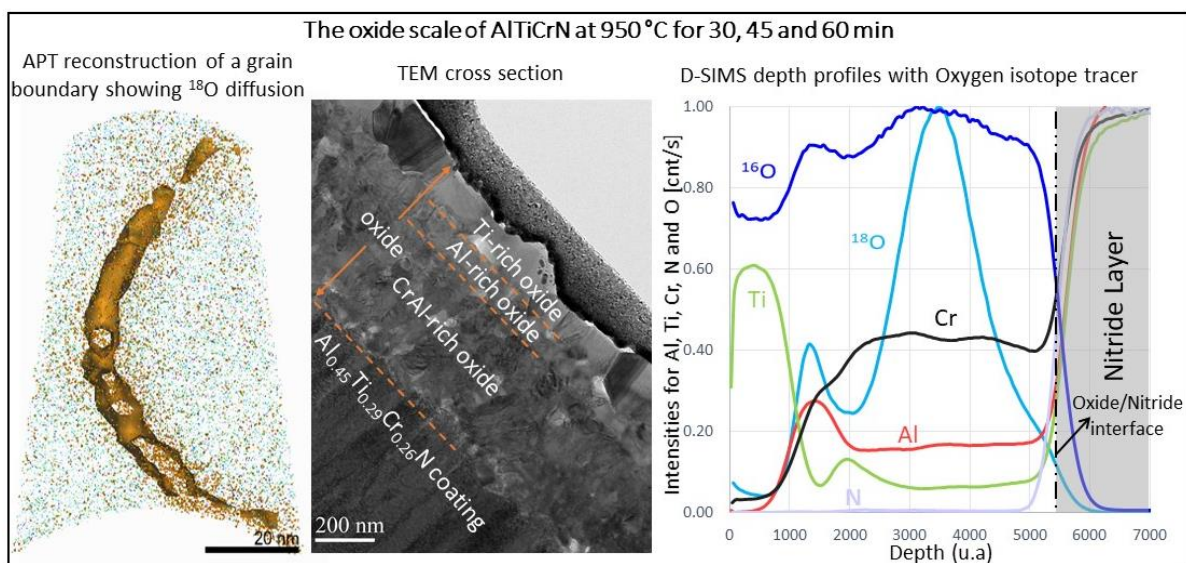 The oxide scale of AlTiCrN at 950 °C for 30, 45 and 60 min
APT reconstruction of a grain
boundary showing ¹⁸O diffusion
20 nm
TEM cross section
Ti-rich oxide
Al-rich oxide
oxide
CrAl-rich oxide
Al₀.₄₅Ti₀.₂₉Cr₀.₂₆N coating
200 nm
D-SIMS depth profiles with Oxygen isotope tracer
Intensities for Al, Ti, Cr, N and O [cnt/s]
1.00
0.80
0.60
0.40
0.20
0.00
¹⁶O
¹⁸O
Ti
Cr
Al
N
Nitride Layer
Oxide/Nitride
interface
0
1000
2000
3000
4000
5000
6000
7000
Depth (u.a)